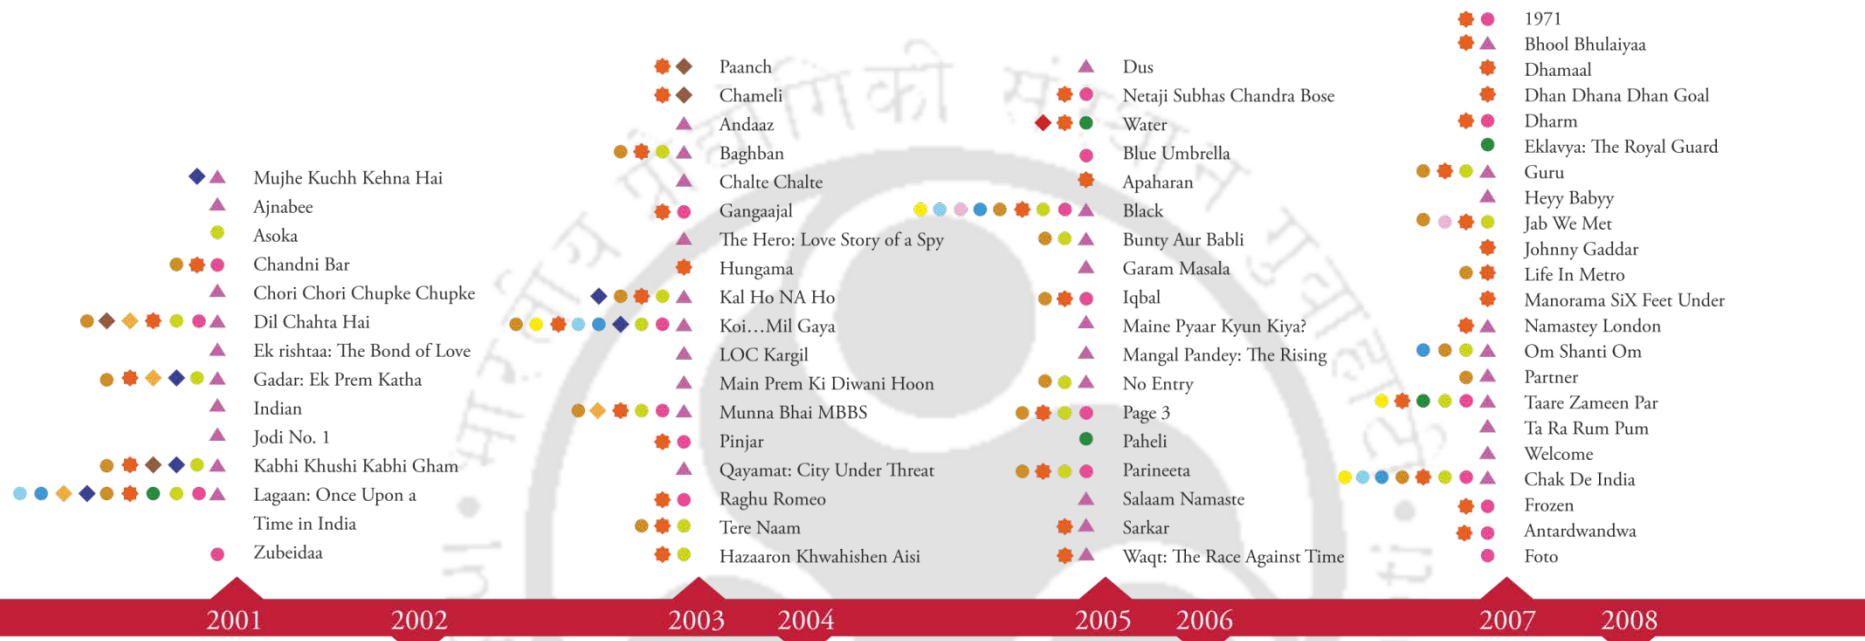 Mujhe Kuchh Kehna Hai
Ajnabee
Asoka
Chandni Bar
Chori Chori Chupke Chupke
Dil Chahta Hai
Ek rishtaa: The Bond of Love
Gadar: Ek Prem Katha
Indian
Jodi No. 1
Kabhi Khushi Kabhi Gham
Lagaan: Once Upon a
Time in India
Zubeidaa
Paanch
Chameli
Andaaz
Baghban
Chalte Chalte
Gangaajal
The Hero: Love Story of a Spy
Hungama
Kal Ho NA Ho
Koi…Mil Gaya
LOC Kargil
Main Prem Ki Diwani Hoon
Munna Bhai MBBS
Pinjar
Qayamat: City Under Threat
Raghu Romeo
Tere Naam
Hazaaron Khwahishen Aisi
Dus
Netaji Subhas Chandra Bose
Water
Blue Umbrella
Apaharan
Black
Bunty Aur Babli
Garam Masala
Iqbal
Maine Pyaar Kyun Kiya?
Mangal Pandey: The Rising
No Entry
Page 3
Paheli
Parineeta
Salaam Namaste
Sarkar
Waqt: The Race Against Time
1971
Bhool Bhulaiyaa
Dhamaal
Dhan Dhana Dhan Goal
Dharm
Eklavya: The Royal Guard
Guru
Heyy Babyy
Jab We Met
Johnny Gaddar
Life In Metro
Manorama SiX Feet Under
Namastey London
Om Shanti Om
Partner
Taare Zameen Par
Ta Ra Rum Pum
Welcome
Chak De India
Frozen
Antardwandwa
Foto
2001 2002 2003 2004 2005 2006 2007 2008
भारतीय प्रौद्योगिकी संस्थान गुवाहाटी